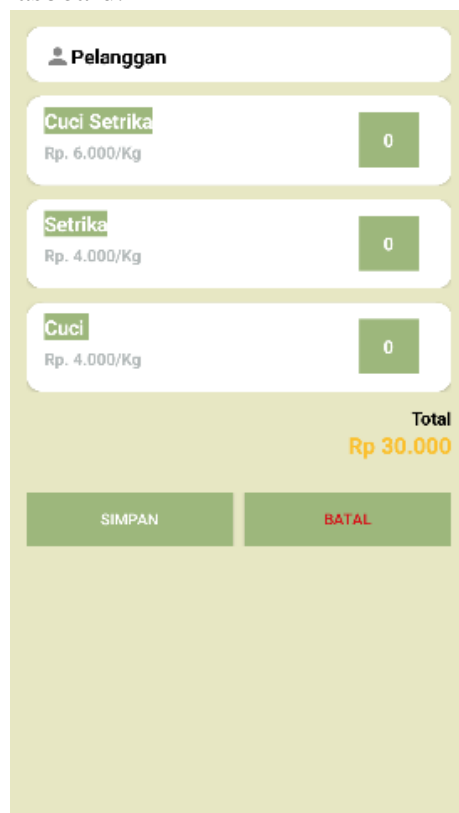 Pelanggan
Cuci Setrika
Rp. 6.000/Kg
0
Setrika
Rp. 4.000/Kg
0
Cuci
Rp. 4.000/Kg
0
Total
Rp 30.000
SIMPAN
BATAL